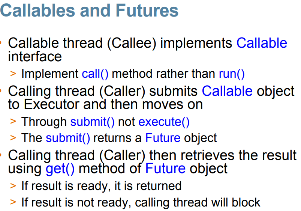 Callables and Futures
• Callable thread (Callee) implements Callable
interface
> Implement call() method rather than run()
• Calling thread (Caller) submits Callable object
to Executor and then moves on
> Through submit() not execute()
> The submit() returns a Future object
• Calling thread (Caller) then retrieves the result
using get() method of Future object
> If result is ready, it is returned
> If result is not ready, calling thread will block